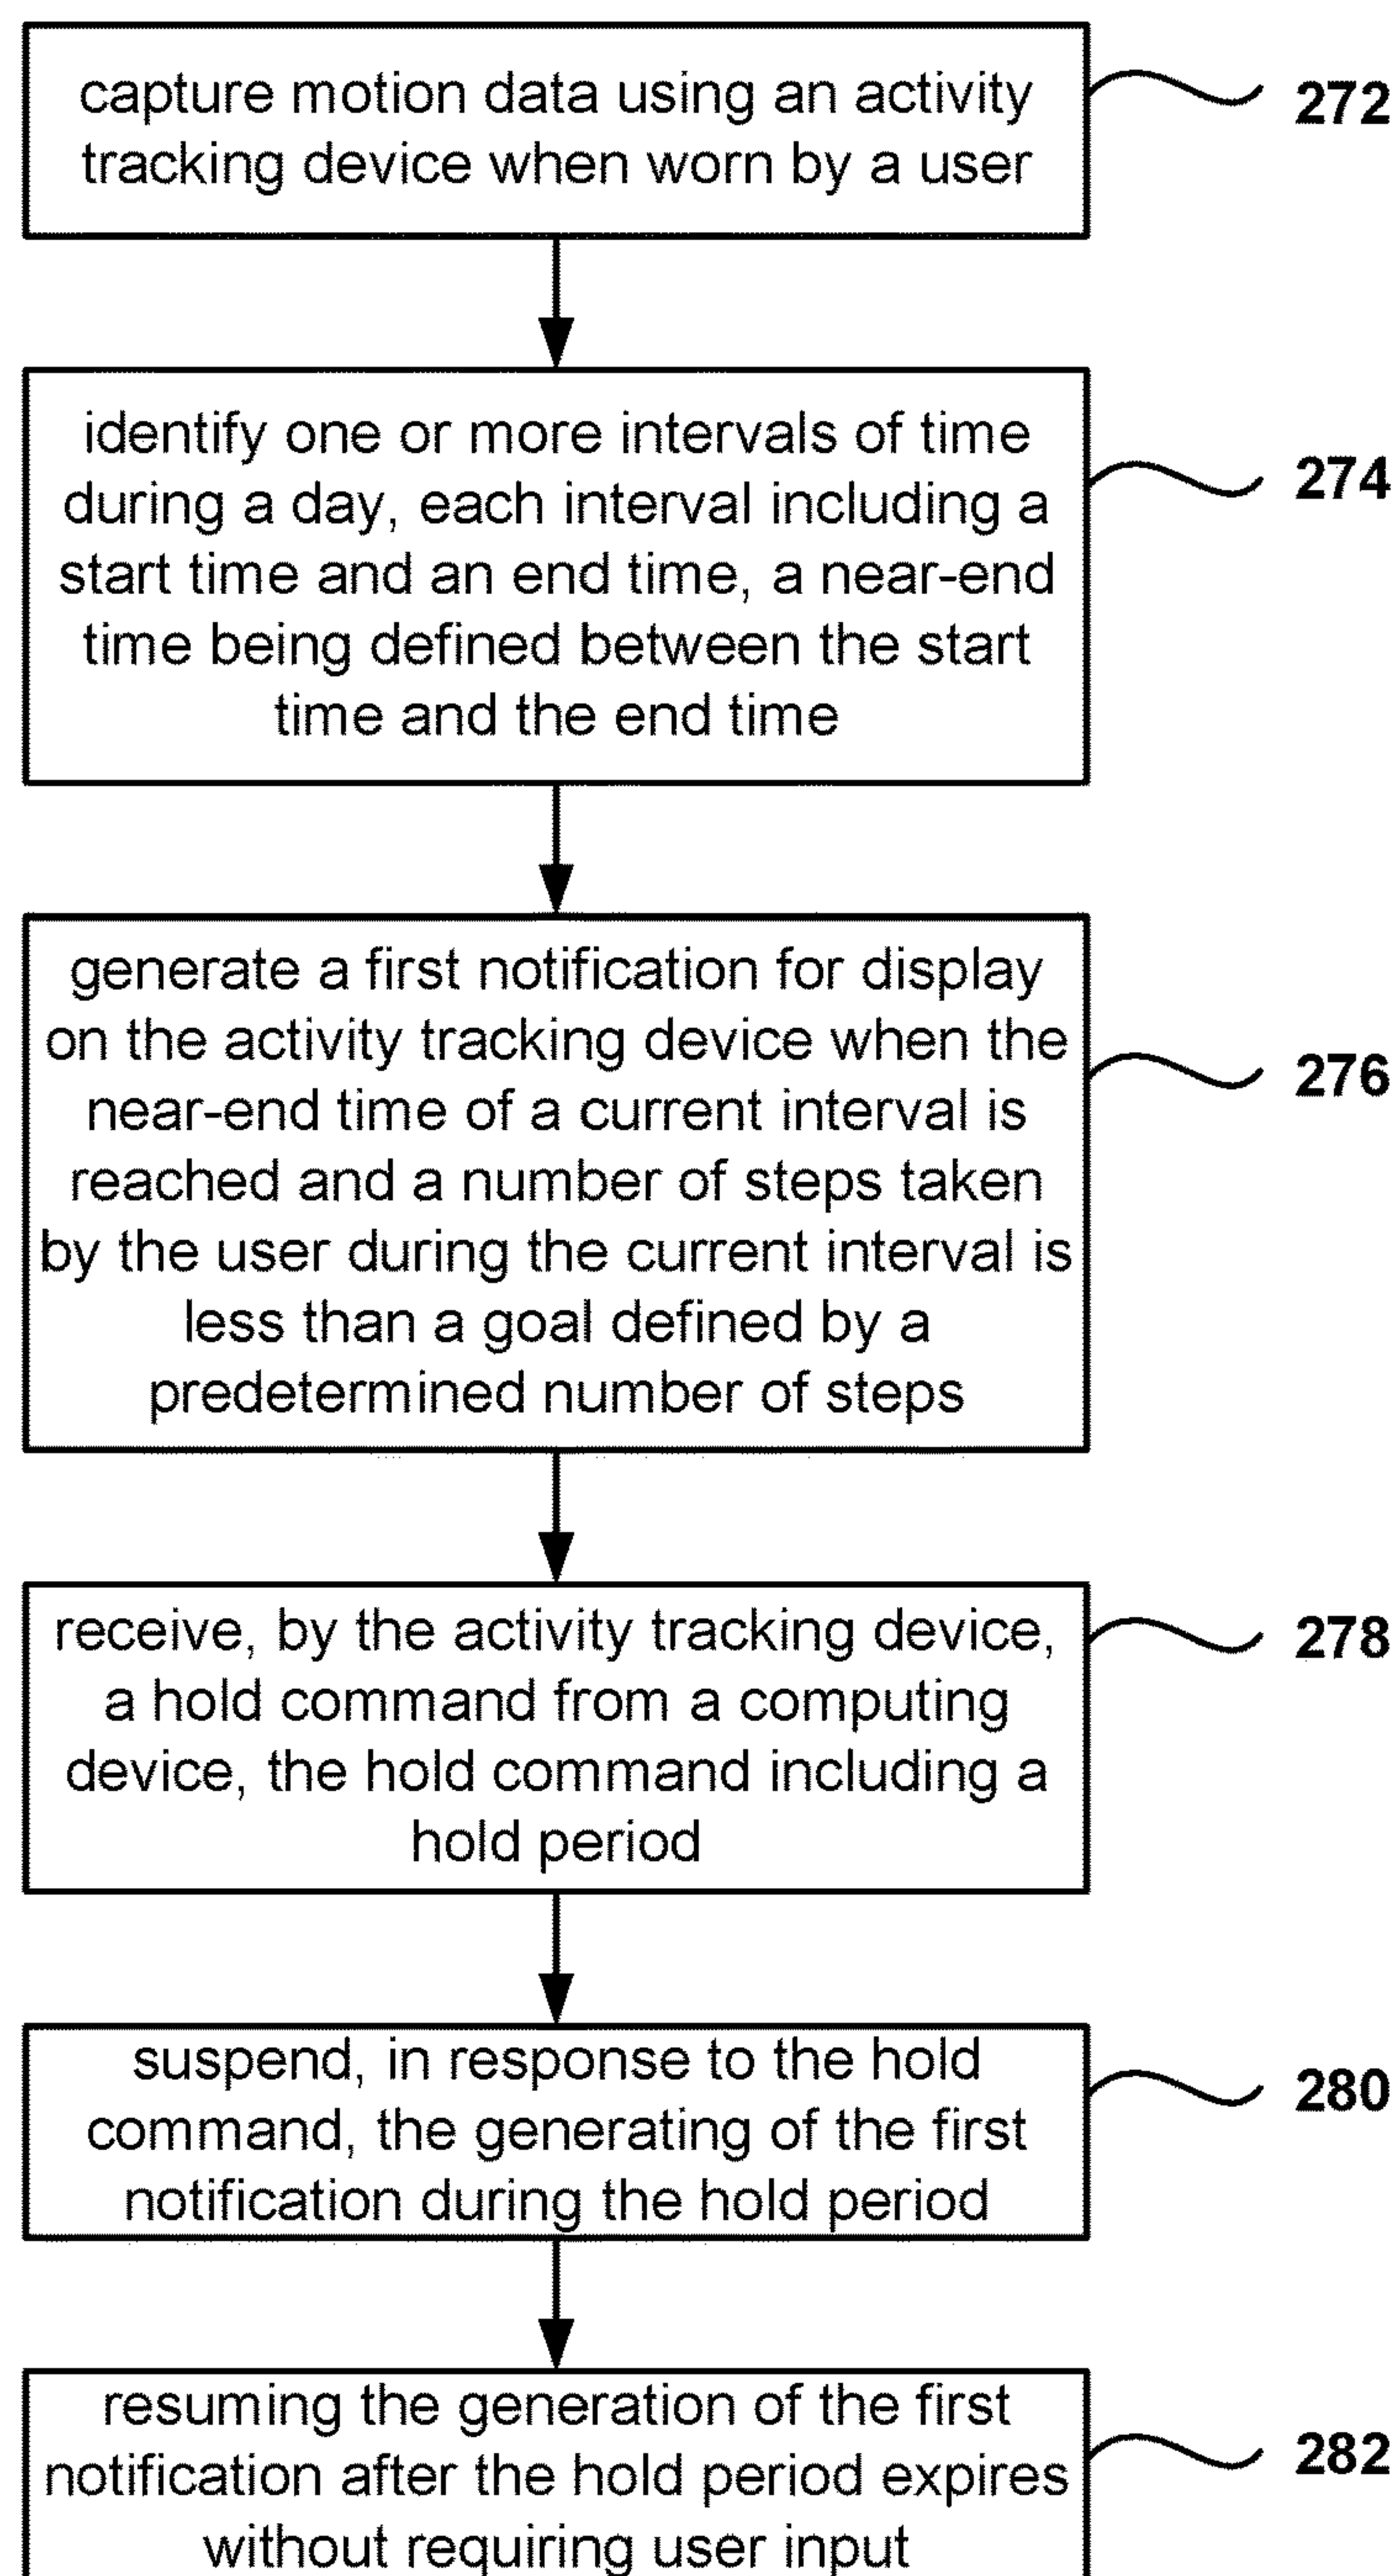 capture motion data using an activity
tracking device when worn by a user
272
identify one or more intervals of time
during a day, each interval including a
start time and an end time, a near-end
time being defined between the start
time and the end time
274
generate a first notification for display
on the activity tracking device when the
near-end time of a current interval is
reached and a number of steps taken
by the user during the current interval is
less than a goal defined by a
predetermined number of steps
276
receive, by the activity tracking device,
a hold command from a computing
device, the hold command including a
hold period
278
suspend, in response to the hold
command, the generating of the first
notification during the hold period
280
resuming the generation of the first
notification after the hold period expires
without requiring user input
282